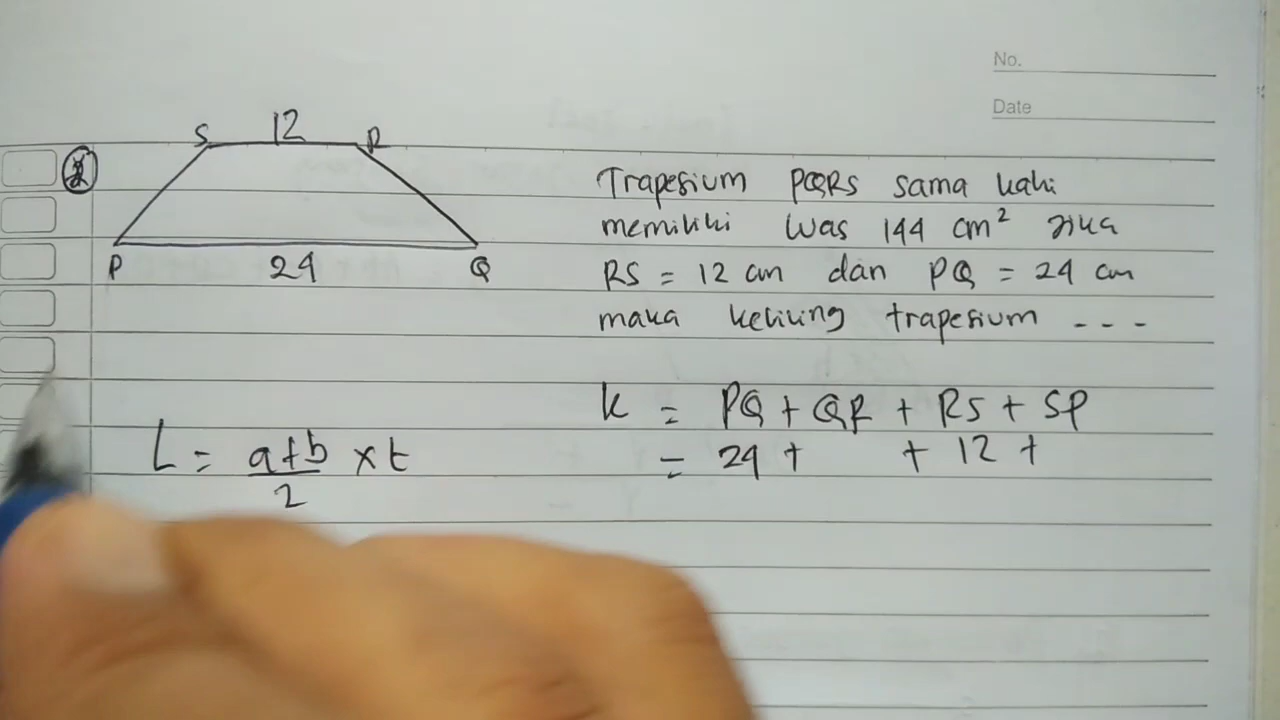 No.
Date
S 12 R
P 24 Q
Trapesium PQRS sama kaki
memiliki luas 144 cm² jika
RS = 12 cm dan PQ = 24 cm
maka keliling trapesium ---
K = PQ + QR + RS + SP
= 24 + + 12 +
L = a+b/2 x t